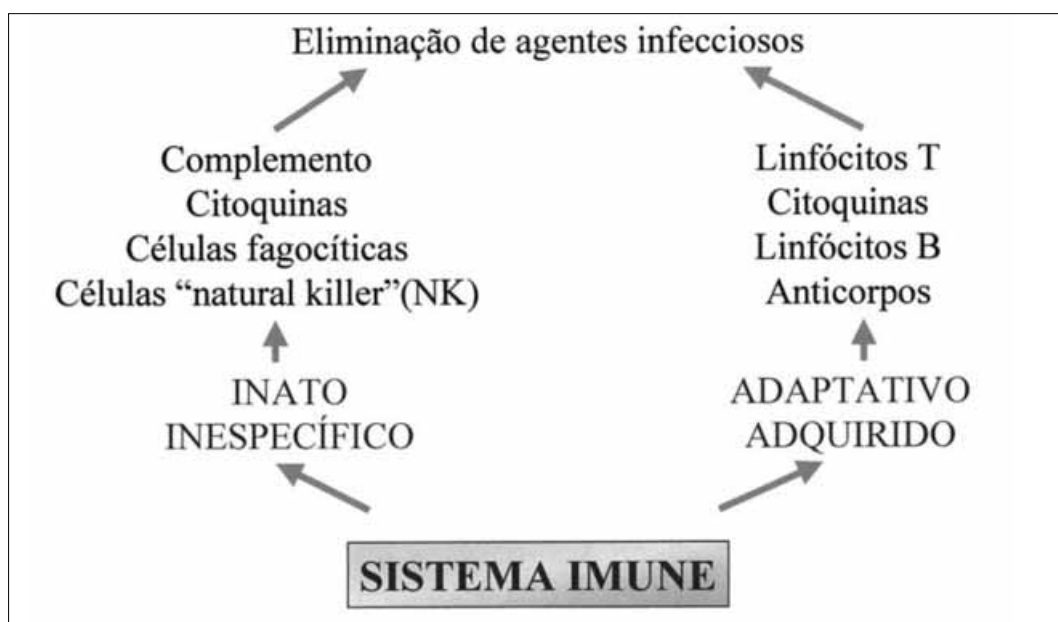 Eliminação de agentes infecciosos
Complemento
Citoquinas
Células fagocíticas
Células “natural killer”(NK)
Linfócitos T
Citoquinas
Linfócitos B
Anticorpos
INATO
INESPECÍFICO
ADAPTATIVO
ADQUIRIDO
SISTEMA IMUNE